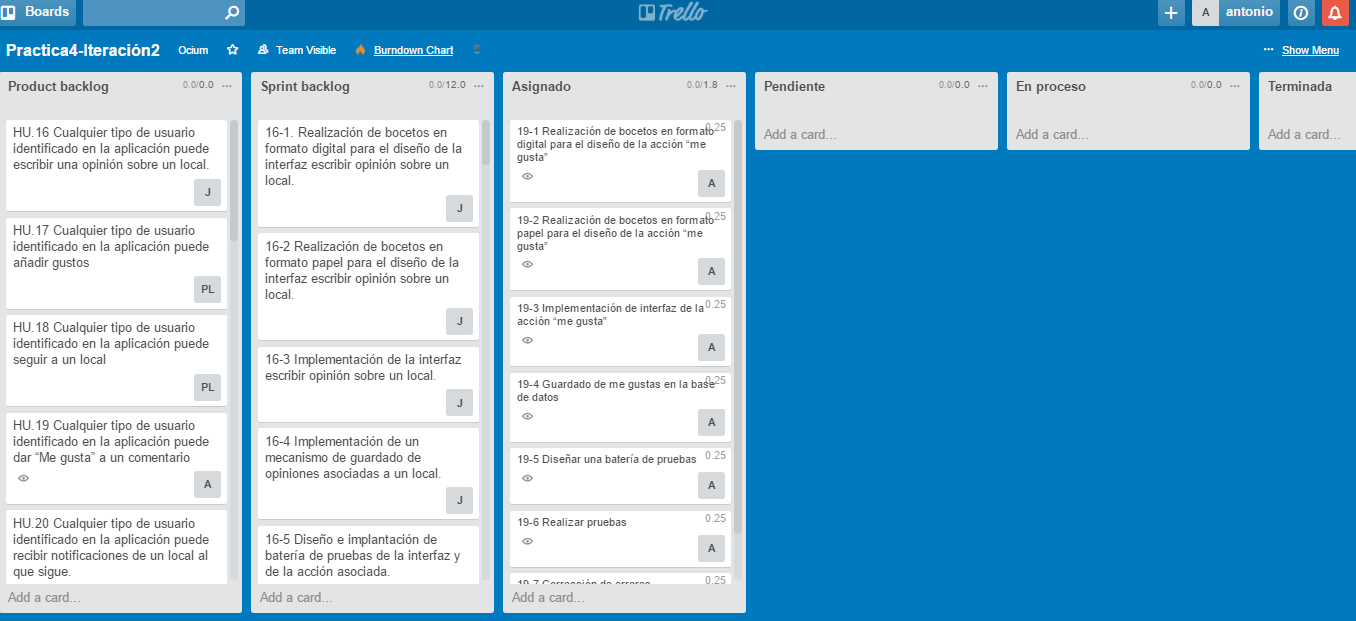 Boards
Trello
A antonio
Practica4-Iteración2 Ocium Team Visible Burndown Chart
Show Menu
Product backlog 0.0/0.0
HU.16 Cualquier tipo de usuario
identificado en la aplicación puede
escribir una opinión sobre un local.
J
HU.17 Cualquier tipo de usuario
identificado en la aplicación puede
añadir gustos
PL
HU.18 Cualquier tipo de usuario
identificado en la aplicación puede
seguir a un local
PL
HU.19 Cualquier tipo de usuario
identificado en la aplicación puede
dar “Me gusta” a un comentario
A
HU.20 Cualquier tipo de usuario
identificado en la aplicación puede
recibir notificaciones de un local al
que sigue.
Add a card...
Sprint backlog 0.0/12.0
16-1. Realización de bocetos en
formato digital para el diseño de la
interfaz escribir opinión sobre un
local.
J
16-2 Realización de bocetos en
formato papel para el diseño de la
interfaz escribir opinión sobre un
local.
J
16-3 Implementación de la interfaz
escribir opinión sobre un local.
J
16-4 Implementación de un
mecanismo de guardado de
opiniones asociadas a un local.
J
16-5 Diseño e implantación de
batería de pruebas de la interfaz y
de la acción asociada.
Add a card...
Asignado 0.0/1.8
0.25
19-1 Realización de bocetos en formato
digital para el diseño de la acción “me
gusta”
A
0.25
19-2 Realización de bocetos en formato
papel para el diseño de la acción “me
gusta”
A
0.25
19-3 Implementación de interfaz de la
acción “me gusta”
A
0.25
19-4 Guardado de me gustas en la base
de datos
A
0.25
19-5 Diseñar una batería de pruebas
A
0.25
19-6 Realizar pruebas
A
0.25
19-7 Corrección de errores
Add a card...
Pendiente 0.0/0.0
Add a card...
En proceso 0.0/0.0
Add a card...
Terminada
Add a card...